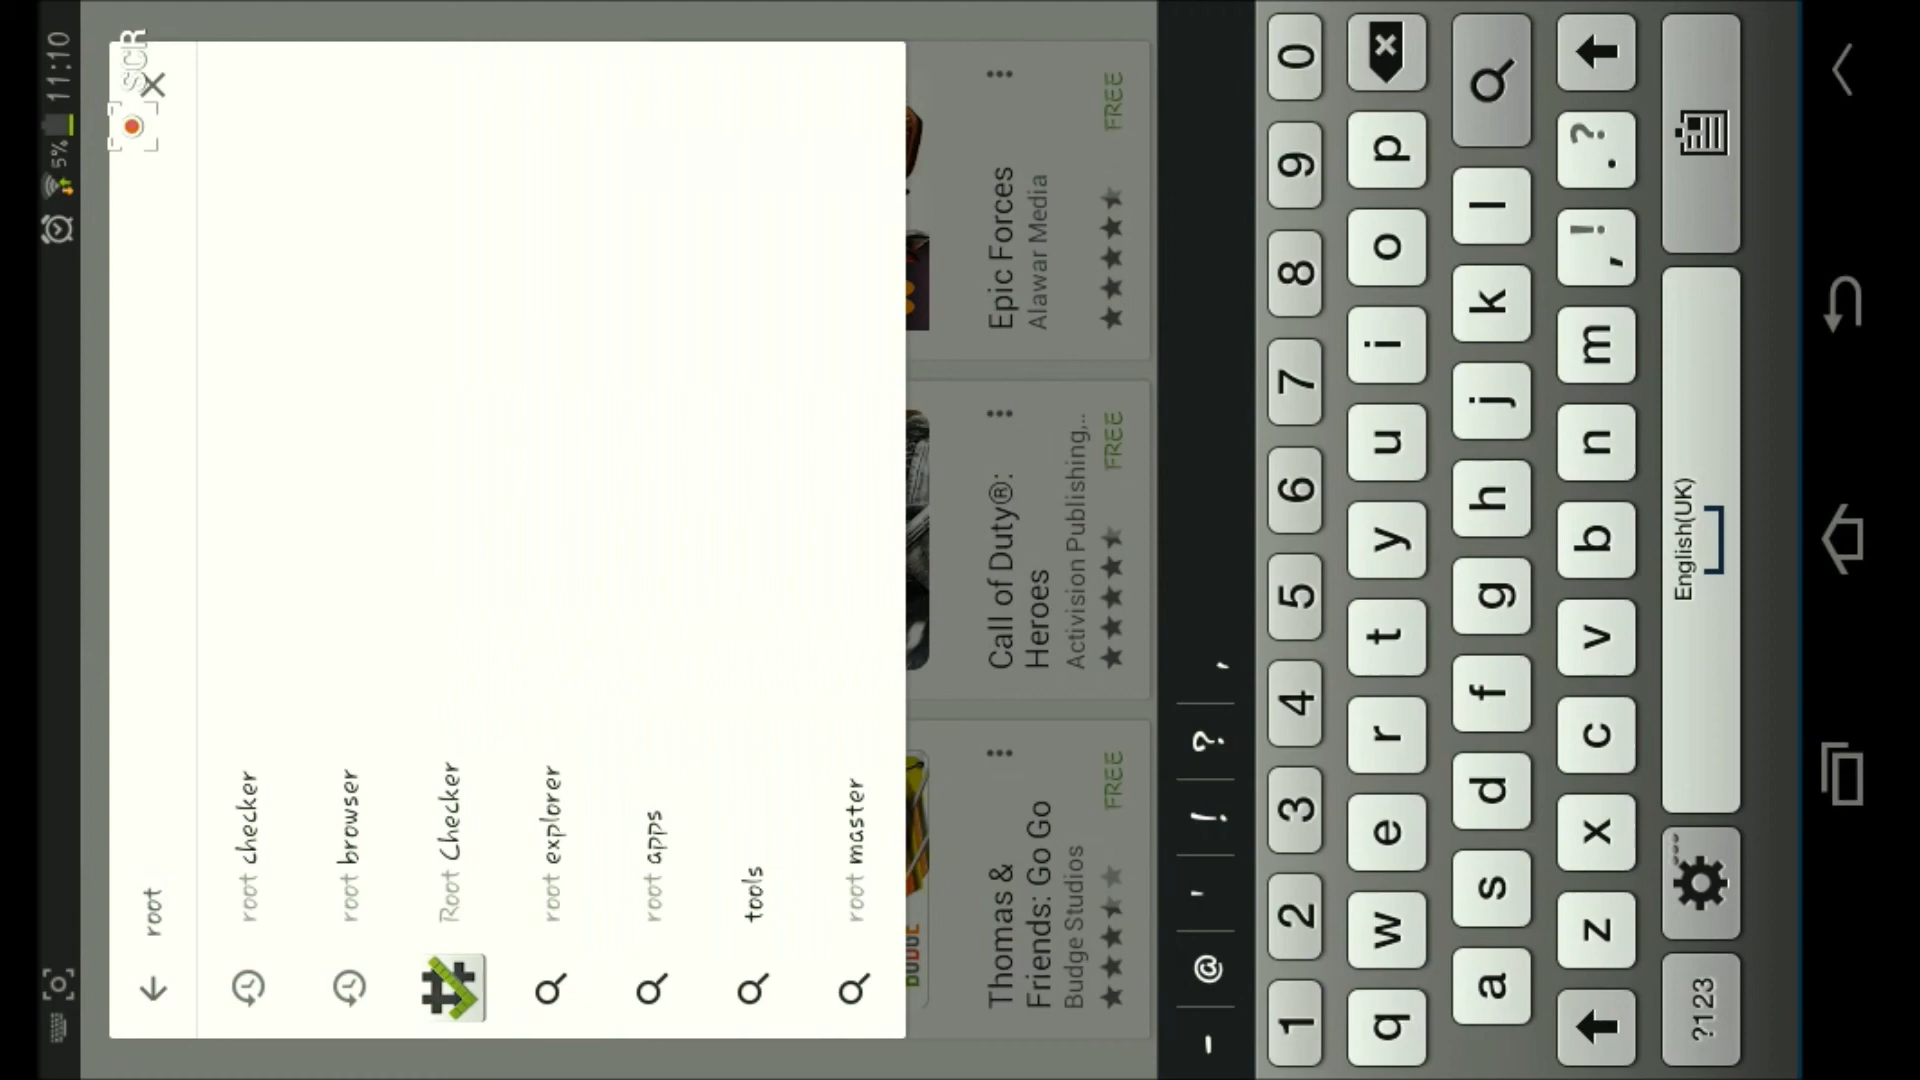 5% 11:10
SCR
root
root checker
root browser
Root Checker
root explorer
root apps
tools
root master
Thomas &
Friends: Go Go
Budge Studios
FREE
Call of Duty®:
Heroes
Activision Publishing,..
FREE
Epic Forces
Alawar Media
FREE
- @ ' ! ? ,
1 2 3 4 5 6 7 8 9 0
q w e r t y u i o p
a s d f g h j k l
z x c v b n m , ! . ?
?123 English(UK)